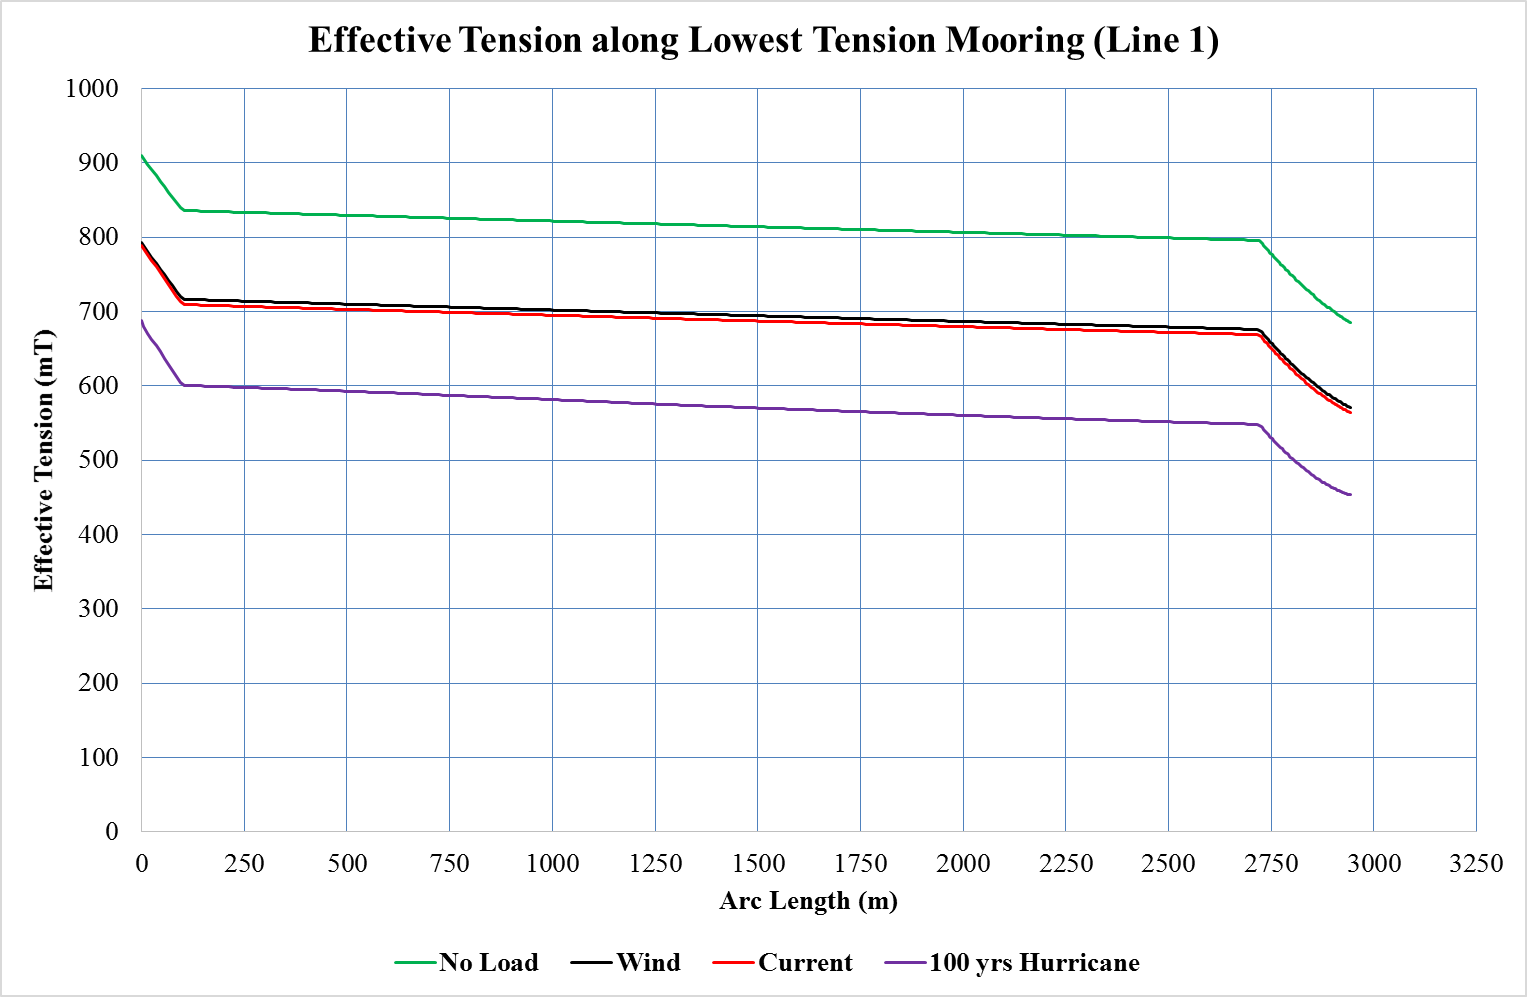 Effective Tension along Lowest Tension Mooring (Line 1)
1000
900
800
700
600
500
400
300
200
100
0
Effective Tension (mT)
0 250 500 750 1000 1250 1500 1750 2000 2250 2500 2750 3000 3250
Arc Length (m)
No Load Wind Current 100 yrs Hurricane